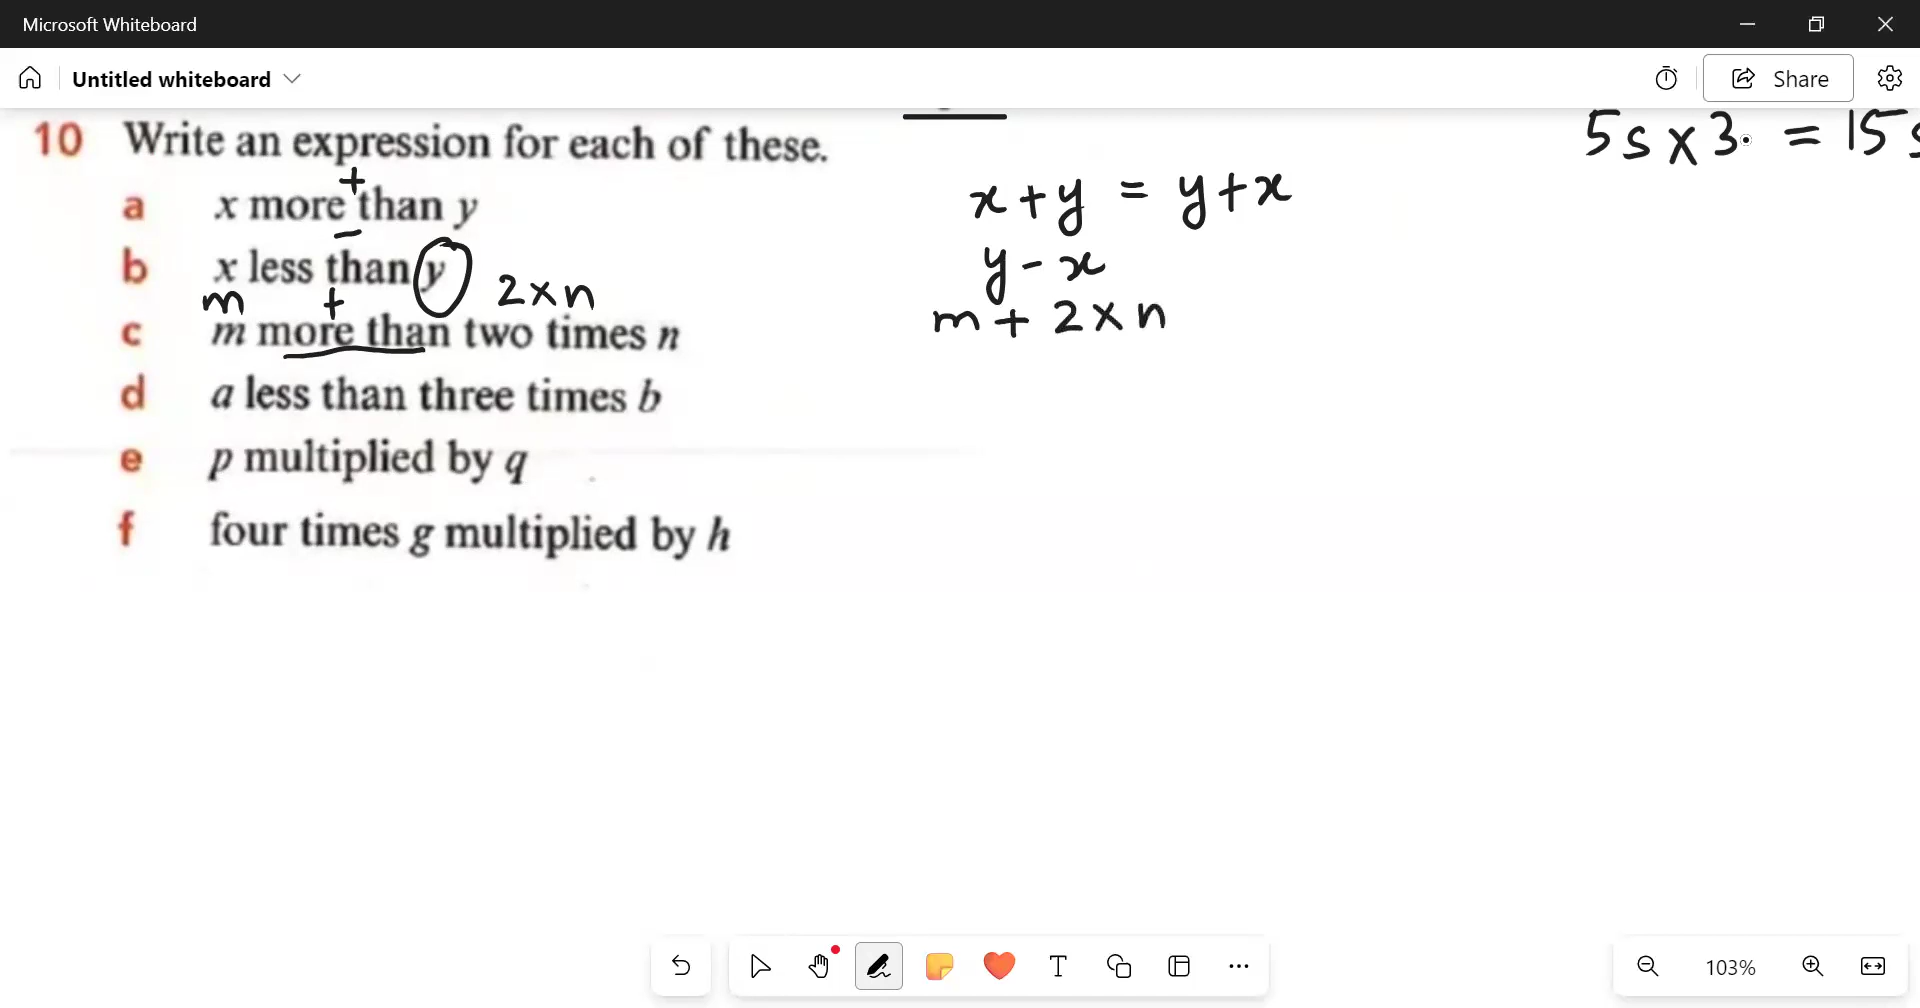 Microsoft Whiteboard
Untitled whiteboard
Share
10 Write an expression for each of these.
5s x 3 = 15s
+
a x more than y
x + y = y + x
−
b x less than y
y − x
m + 2 x n
m + 2 x n
c m more than two times n
d a less than three times b
e p multiplied by q
f four times g multiplied by h
103%